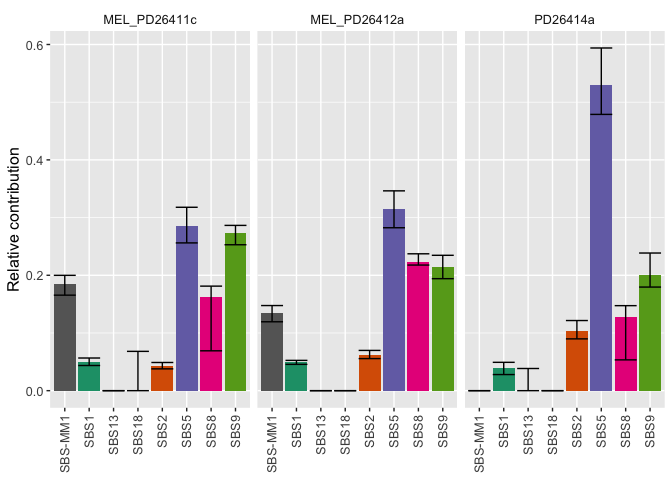 MEL_PD26411c MEL_PD26412a PD26414a
Relative contribution
0.6
0.4
0.2
0.0
SBS-MM1 SBS1 SBS13 SBS18 SBS2 SBS5 SBS8 SBS9
SBS-MM1 SBS1 SBS13 SBS18 SBS2 SBS5 SBS8 SBS9
SBS-MM1 SBS1 SBS13 SBS18 SBS2 SBS5 SBS8 SBS9